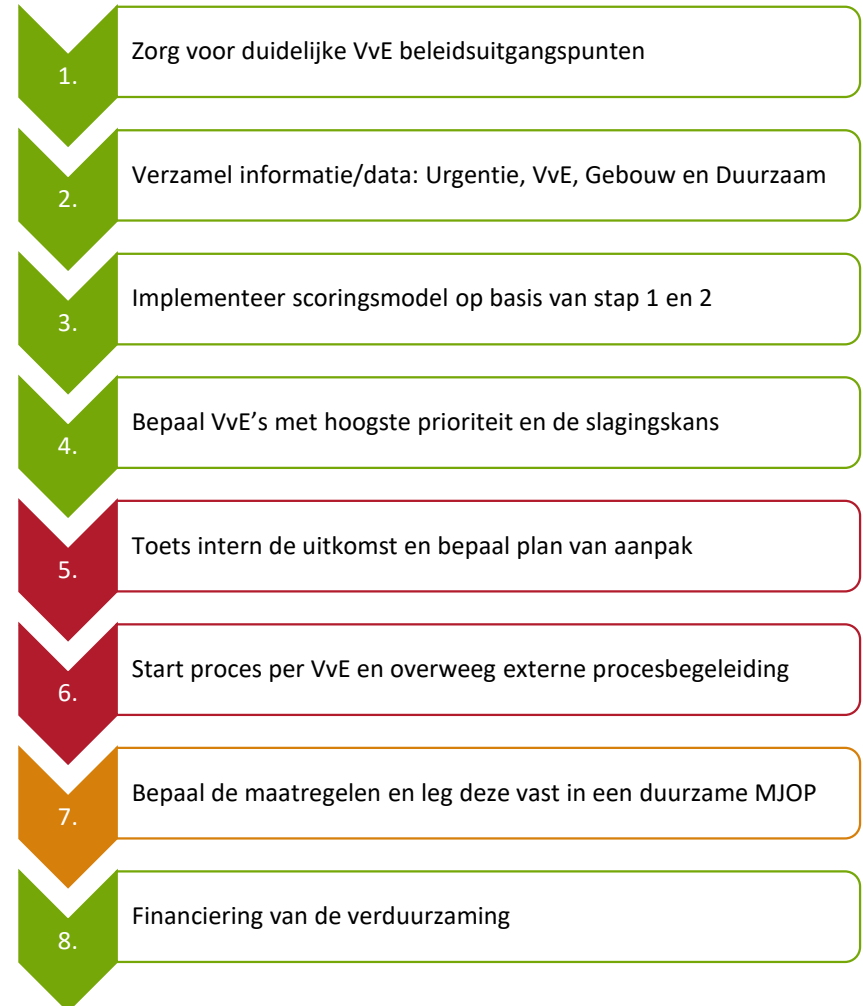 1.
Zorg voor duidelijke VvE beleidsuitgangspunten
2.
Verzamel informatie/data: Urgentie, VvE, Gebouw en Duurzaam
3.
Implementeer scoringsmodel op basis van stap 1 en 2
4.
Bepaal VvE’s met hoogste prioriteit en de slagingskans
5.
Toets intern de uitkomst en bepaal plan van aanpak
6.
Start proces per VvE en overweeg externe procesbegeleiding
7.
Bepaal de maatregelen en leg deze vast in een duurzame MJOP
8.
Financiering van de verduurzaming